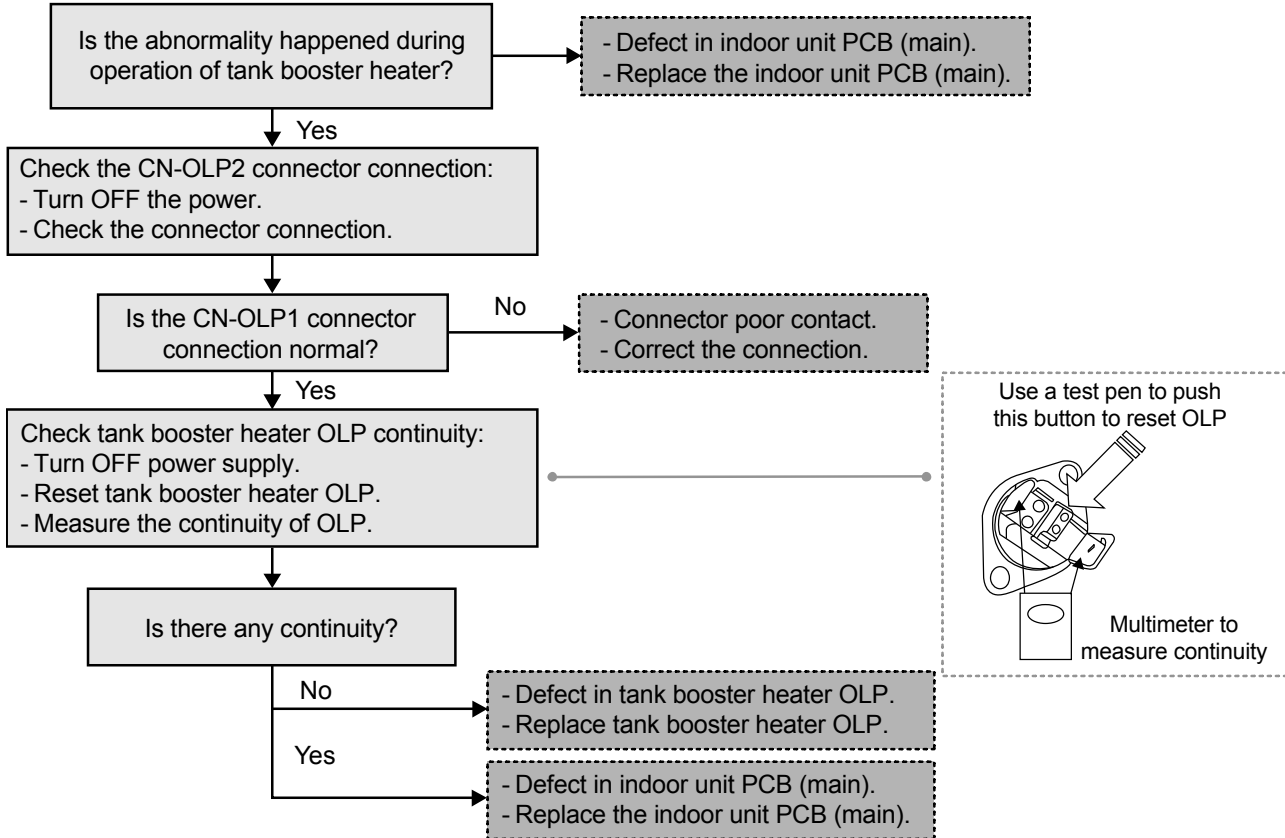 Is the abnormality happened during
operation of tank booster heater?
- Defect in indoor unit PCB (main).
- Replace the indoor unit PCB (main).
Yes
Check the CN-OLP2 connector connection:
- Turn OFF the power.
- Check the connector connection.
Is the CN-OLP1 connector
connection normal?
No
- Connector poor contact.
- Correct the connection.
Yes
Check tank booster heater OLP continuity:
- Turn OFF power supply.
- Reset tank booster heater OLP.
- Measure the continuity of OLP.
Use a test pen to push
this button to reset OLP
Multimeter to
measure continuity
Is there any continuity?
No
- Defect in tank booster heater OLP.
- Replace tank booster heater OLP.
Yes
- Defect in indoor unit PCB (main).
- Replace the indoor unit PCB (main).